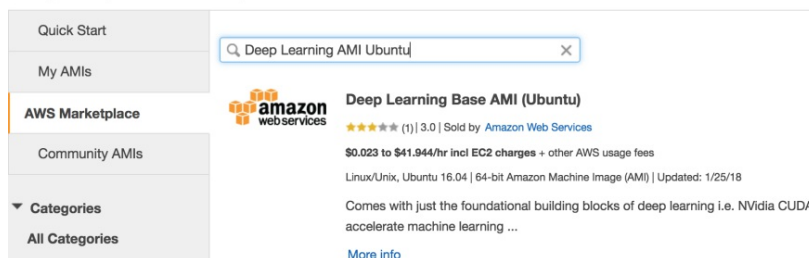 Quick Start
My AMIs
AWS Marketplace
Community AMIs
Categories
All Categories
Deep Learning AMI Ubuntu
amazon
webservices
Deep Learning Base AMI (Ubuntu)
(1) | 3.0 | Sold by Amazon Web Services
$0.023 to $41.944/hr incl EC2 charges + other AWS usage fees
Linux/Unix, Ubuntu 16.04 | 64-bit Amazon Machine Image (AMI) | Updated: 1/25/18
Comes with just the foundational building blocks of deep learning i.e. NVidia CUDA
accelerate machine learning ...
More info